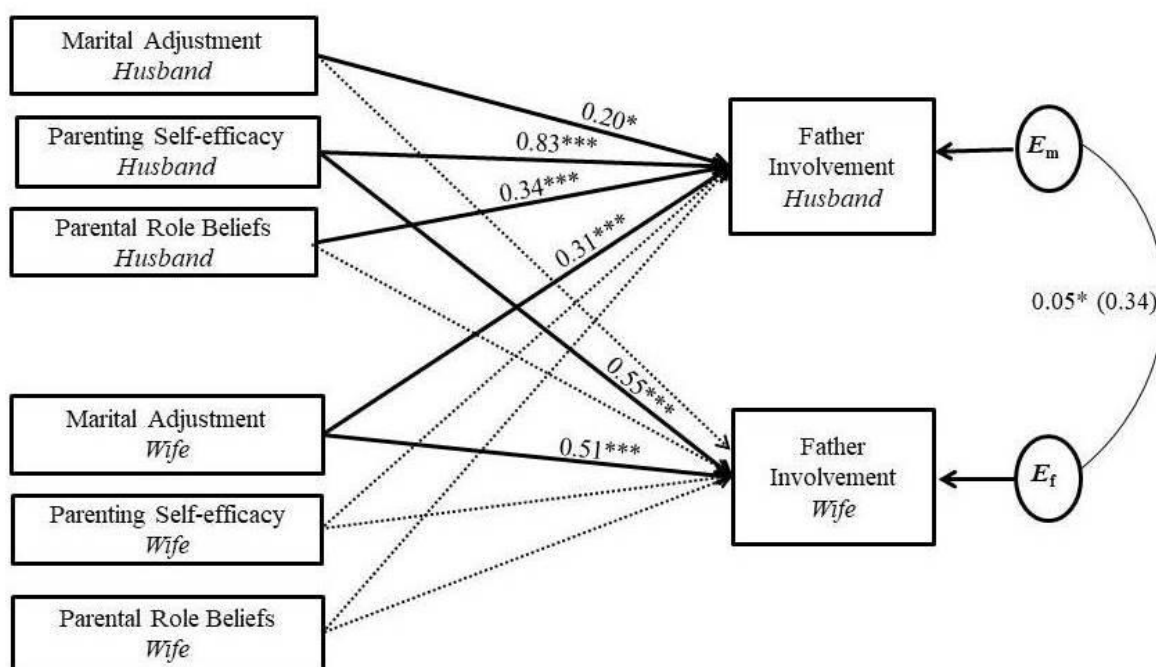 Marital Adjustment
Husband
Parenting Self-efficacy
Husband
Parental Role Beliefs
Husband
Marital Adjustment
Wife
Parenting Self-efficacy
Wife
Parental Role Beliefs
Wife
0.20*
0.83***
0.34***
0.31***
0.55***
0.51***
Father
Involvement
Husband
Father
Involvement
Wife
Em
Ef
0.05* (0.34)